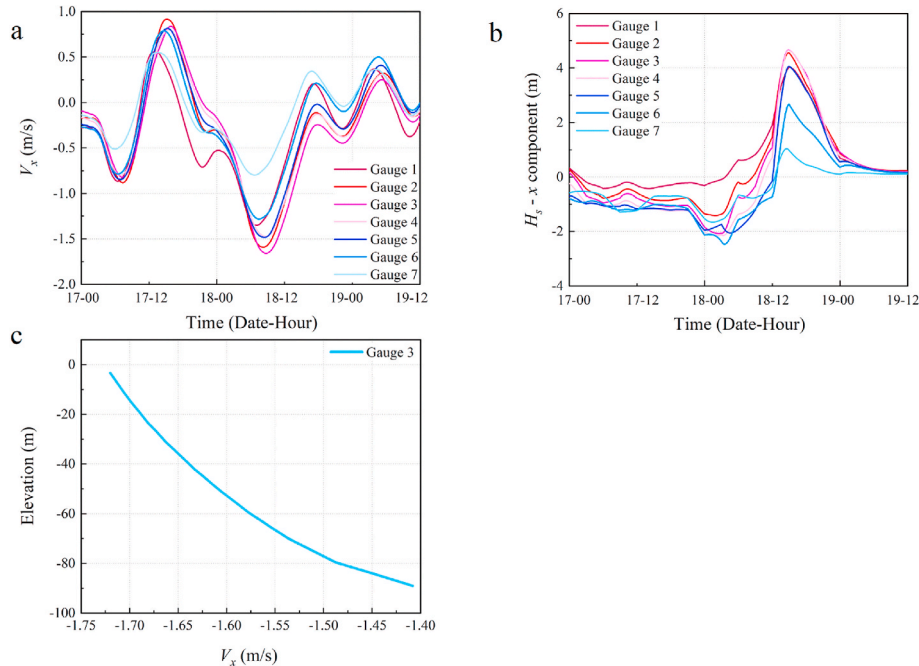 a
1.0
0.5
0.0
-0.5
-1.0
-1.5
-2.0
Vx (m/s)
Gauge 1
Gauge 2
Gauge 3
Gauge 4
Gauge 5
Gauge 6
Gauge 7
17-00 17-12 18-00 18-12 19-00 19-12
Time (Date-Hour)
b
6
4
2
0
-2
-4
Hs - x component (m)
Gauge 1
Gauge 2
Gauge 3
Gauge 4
Gauge 5
Gauge 6
Gauge 7
17-00 17-12 18-00 18-12 19-00 19-12
Time (Date-Hour)
c
0
-20
-40
-60
-80
-100
Elevation (m)
Gauge 3
-1.75 -1.70 -1.65 -1.60 -1.55 -1.50 -1.45 -1.40
Vx (m/s)